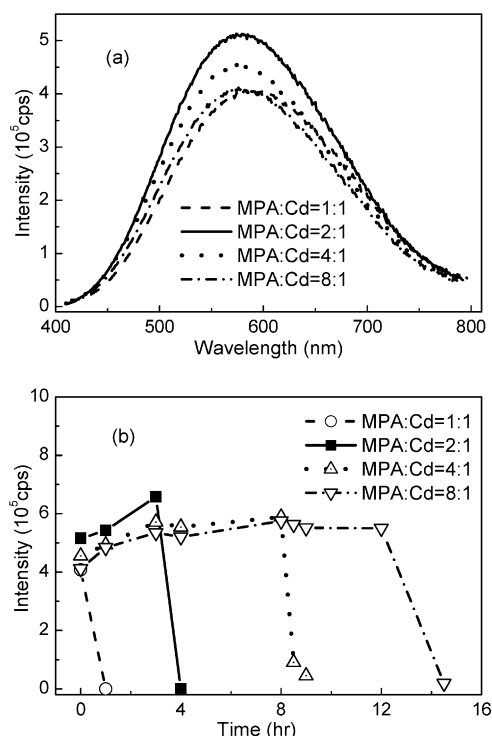 (a)
Intensity (10⁵cps)
5
4
3
2
1
0
MPA:Cd=1:1
MPA:Cd=2:1
MPA:Cd=4:1
MPA:Cd=8:1
400 500 600 700 800
Wavelength (nm)
(b)
Intensity (10⁵cps)
10
8
6
4
2
0
MPA:Cd=1:1
MPA:Cd=2:1
MPA:Cd=4:1
MPA:Cd=8:1
0 4 8 12 16
Time (hr)